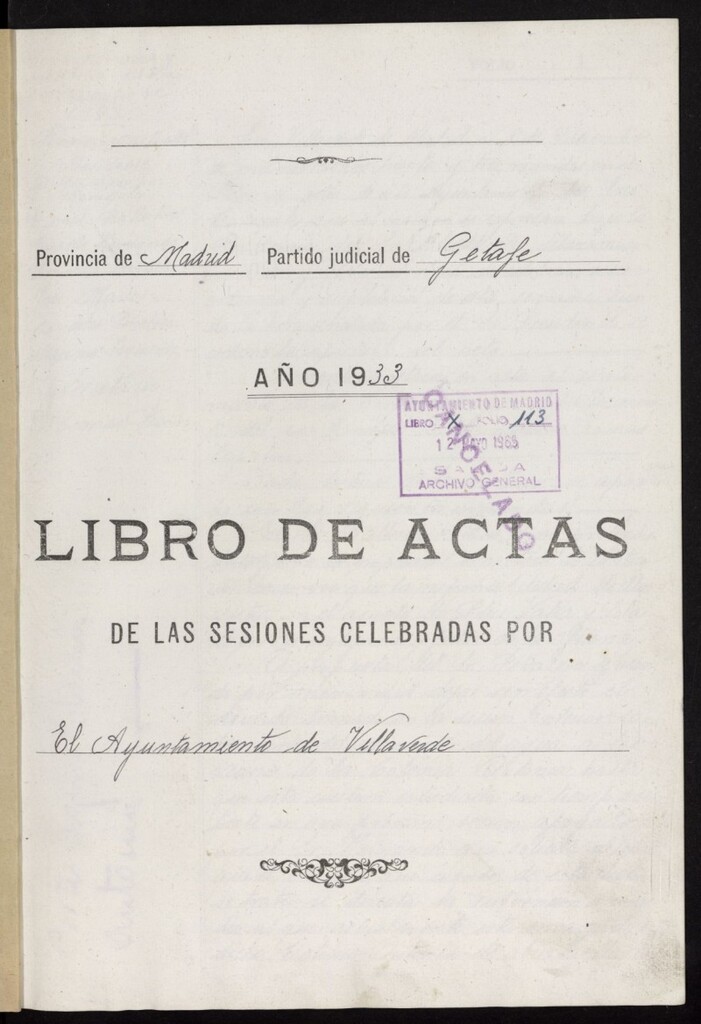 Provincia de Madrid Partido judicial de Getafe
AÑO 1933
AYUNTAMIENTO DE MADRID
LIBRO X FOLIO 113
12 MAYO 1965
ARCHIVO GENERAL
CANCELADO
LIBRO DE ACTAS
DE LAS SESIONES CELEBRADAS POR
El Ayuntamiento de Villaverde